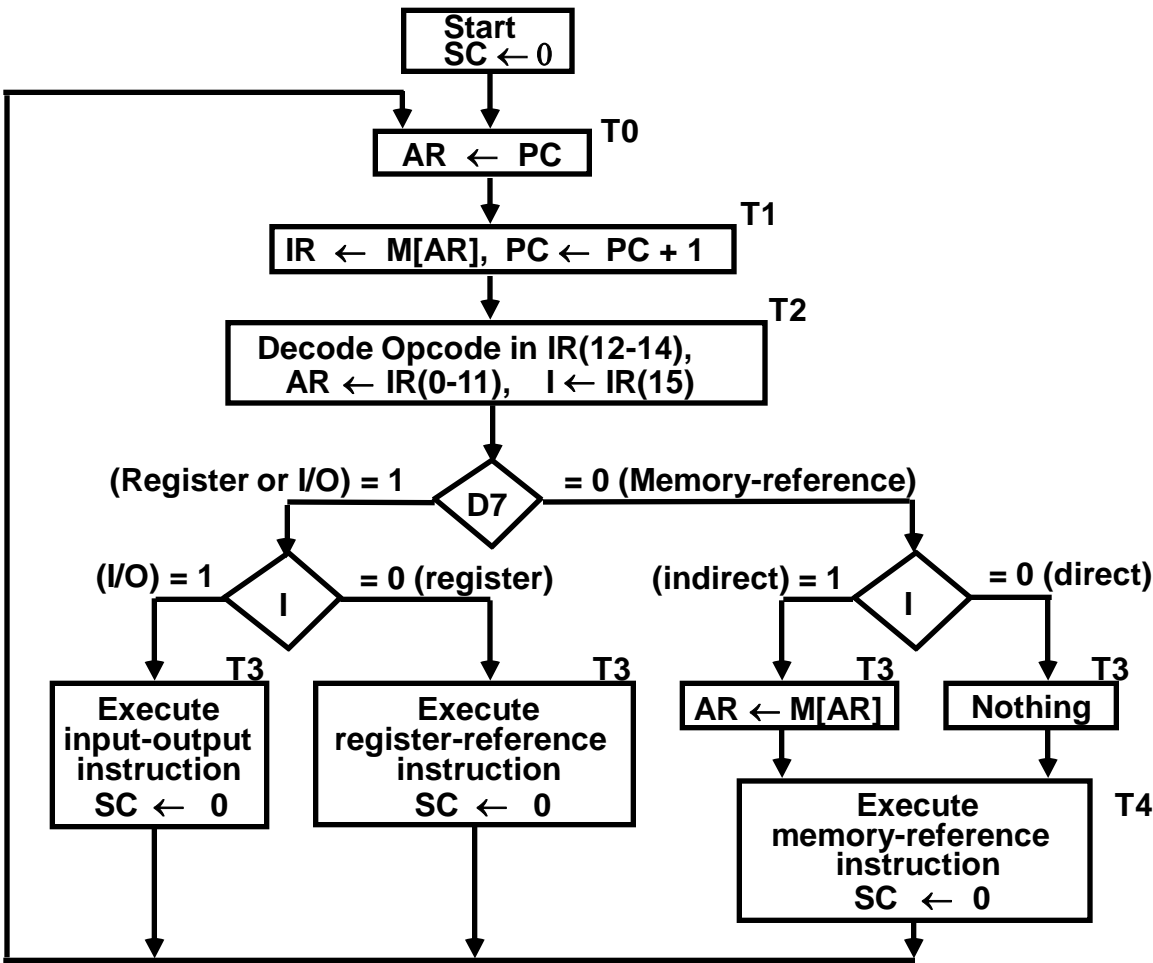 Start
SC ← 0
T0
AR ← PC
T1
IR ← M[AR], PC ← PC + 1
T2
Decode Opcode in IR(12-14),
AR ← IR(0-11), I ← IR(15)
(Register or I/O) = 1
D7
= 0 (Memory-reference)
(I/O) = 1
I
= 0 (register)
(indirect) = 1
I
= 0 (direct)
T3
Execute
input-output
instruction
SC ← 0
T3
Execute
register-reference
instruction
SC ← 0
T3
AR ← M[AR]
T3
Nothing
Execute
memory-reference
instruction
SC ← 0
T4